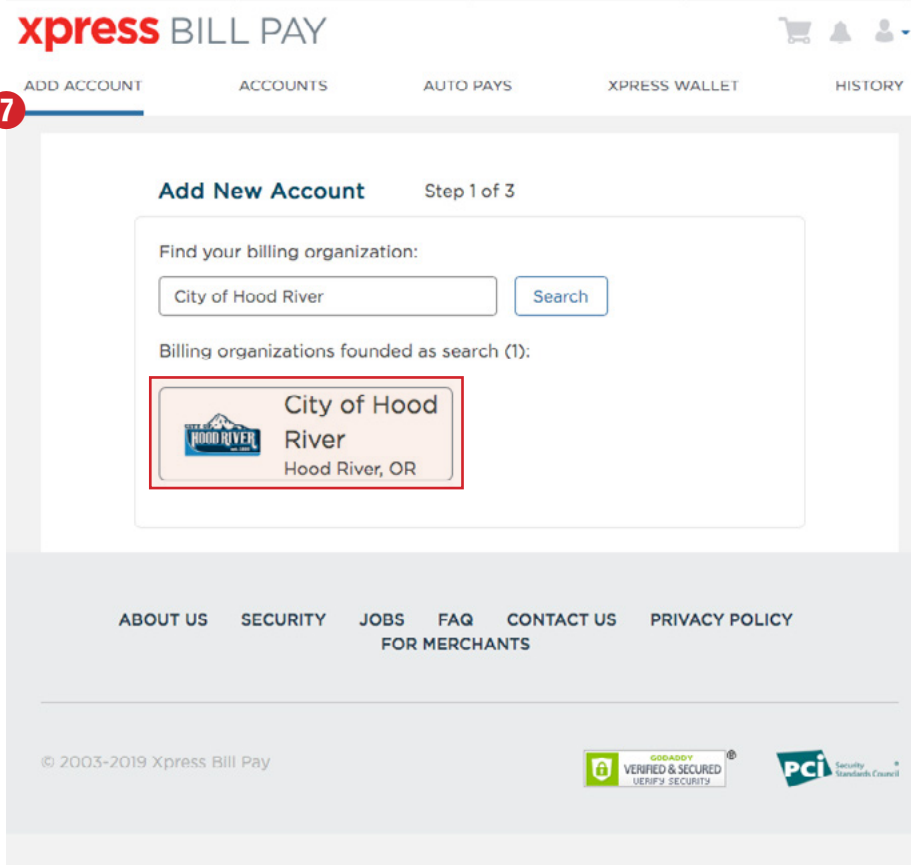 xpress BILL PAY
ADD ACCOUNT ACCOUNTS AUTO PAYS XPRESS WALLET HISTORY
7
Add New Account Step 1 of 3
Find your billing organization:
City of Hood River Search
Billing organizations founded as search (1):
City of Hood
River
Hood River, OR
CITY OF
HOOD RIVER
ABOUT US SECURITY JOBS FAQ CONTACT US PRIVACY POLICY
FOR MERCHANTS
© 2003-2019 Xpress Bill Pay
GODADDY
VERIFIED & SECURED
VERIFY SECURITY
®
PCI Security
Standards Council
®